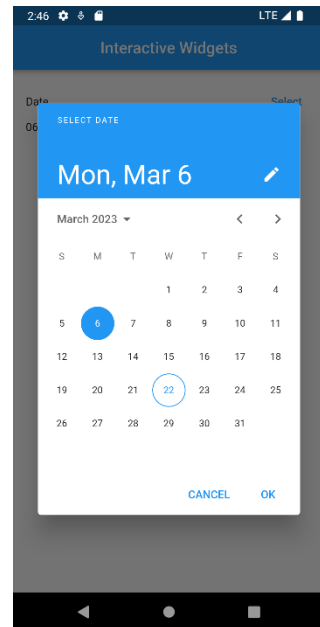 2:46 LTE
Interactive Widgets
Date Select
06
SELECT DATE
Mon, Mar 6
March 2023
S M T W T F S
1 2 3 4
5 6 7 8 9 10 11
12 13 14 15 16 17 18
19 20 21 22 23 24 25
26 27 28 29 30 31
CANCEL OK